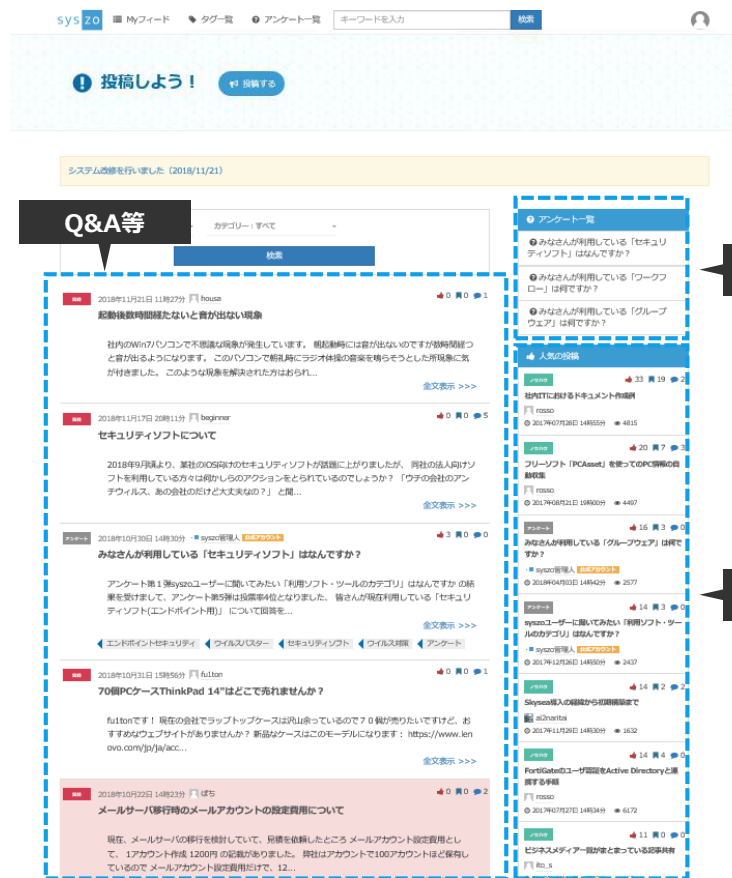 syszo Myフィード タグ一覧 アンケート一覧 キーワードを入力 検索
投稿しよう！ 投稿する
システム改修を行いました（2018/11/21）
Q&A等
カテゴリー：すべて
検索
2018年11月21日 11時27分 housa 0 0 1
起動後数時間経たないと音が出ない現象
社内のWin7パソコンで不思議な現象が発生しています。 朝起動時には音が出ないのですが数時間経つ
と音が出るようになります。 このパソコンで朝礼時にラジオ体操の音楽を鳴らそうとした所現象に気
が付きました。 このような現象を解決された方はおられ...
全文表示 >>>
2018年11月17日 20時11分 beginner 0 0 5
セキュリティソフトについて
2018年9月頃より、某社のiOS向けのセキュリティソフトが話題に上がりましたが、 同社の法人向けソ
フトを利用している方々は何かしらのアクションをとられているのでしょうか？ 「ウチの会社のアン
チウィルス、あの会社のだけど大丈夫なの？」 と聞...
全文表示 >>>
アンケート 2018年10月30日 14時30分 syszo管理人 公式アカウント 3 0 0
みなさんが利用している「セキュリティソフト」はなんですか？
アンケート第１弾syszoユーザーに聞いてみたい「利用ソフト・ツールのカテゴリ」はなんですか の結
果を受けまして、アンケート第5弾は投票率4位となりました、 皆さんが現在利用している「セキュリ
ティソフト(エンドポイント用)」 について回答を...
全文表示 >>>
エンドポイントセキュリティ ウイルスバスター セキュリティソフト ウイルス対策 アンケート
2018年10月31日 15時56分 fu1ton 0 0 1
70個PCケースThinkPad 14"はどこで売れませんか？
fu1tonです！ 現在の会社でラップトップケースは沢山余っているので７０個が売りたいですけど、お
すすめなウェブサイトがありませんか？ 新品なケースはこのモデルになります： https://www.len
ovo.com/jp/ja/acc...
全文表示 >>>
2018年10月22日 14時23分 ぱち 0 0 2
メールサーバ移行時のメールアカウントの設定費用について
現在、メールサーバの移行を検討していて、見積を依頼したところ メールアカウント設定費用とし
て、 1アカウント作成 1200円 の記載がありました。 弊社はアカウントで100アカウントほど保有し
ているので メールアカウント設定費用だけで、12...
アンケート一覧
みなさんが利用している「セキュリ
ティソフト」はなんですか？
みなさんが利用している「ワークフ
ロー」は何ですか？
みなさんが利用している「グループ
ウェア」は何ですか？
人気の投稿
ノウハウ 33 19 2
社内ITにおけるドキュメント作成例
rosso
2017年07月28日 14時55分 4815
ノウハウ 20 7 3
フリーソフト「PCAsset」を使ってのPC情報の自
動収集
rosso
2017年08月21日 19時00分 4497
アンケート 16 3 0
みなさんが利用している「グループウェア」は何で
すか？
syszo管理人 公式アカウント
2018年04月03日 14時42分 2577
アンケート 14 3 0
syszoユーザーに聞いてみたい「利用ソフト・ツー
ルのカテゴリ」はなんですか？
syszo管理人 公式アカウント
2017年12月26日 14時50分 2437
ノウハウ 14 2 2
Skysea導入の経緯から初期構築まで
ai2naritai
2017年11月29日 14時30分 1632
ノウハウ 14 4 0
FortiGateのユーザ認証をActive Directoryと連
携する手順
rosso
2017年07月27日 14時34分 6172
ノウハウ 11 0 0
ビジネスメディア一覧がまとまっている記事共有
ito_s